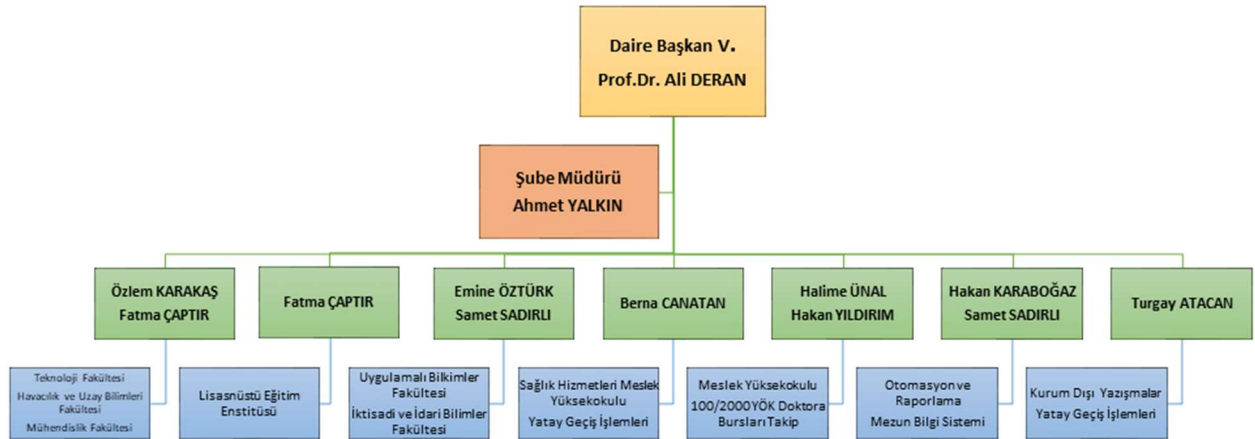 Daire Başkan V.
Prof.Dr. Ali DERAN
Şube Müdürü
Ahmet YALKIN
Özlem KARAKAŞ
Fatma ÇAPTIR
Fatma ÇAPTIR
Emine ÖZTÜRK
Samet SADIRLI
Berna CANATAN
Halime ÜNAL
Hakan YILDIRIM
Hakan KARABOĞAZ
Samet SADIRLI
Turgay ATACAN
Teknoloji Fakültesi
Havacılık ve Uzay Bilimleri
Fakültesi
Mühendislik Fakültesi
Lisasnüstü Eğitim
Enstitüsü
Uygulamalı Bilkimler
Fakültesi
İktisadi ve İdari Bilimler
Fakültesi
Sağlık Hizmetleri Meslek
Yüksekokulu
Yatay Geçiş İşlemleri
Meslek Yüksekokulu
100/2000 YÖK Doktora
Bursları Takip
Otomasyon ve
Raporlama
Mezun Bilgi Sistemi
Kurum Dışı Yazışmalar
Yatay Geçiş İşlemleri